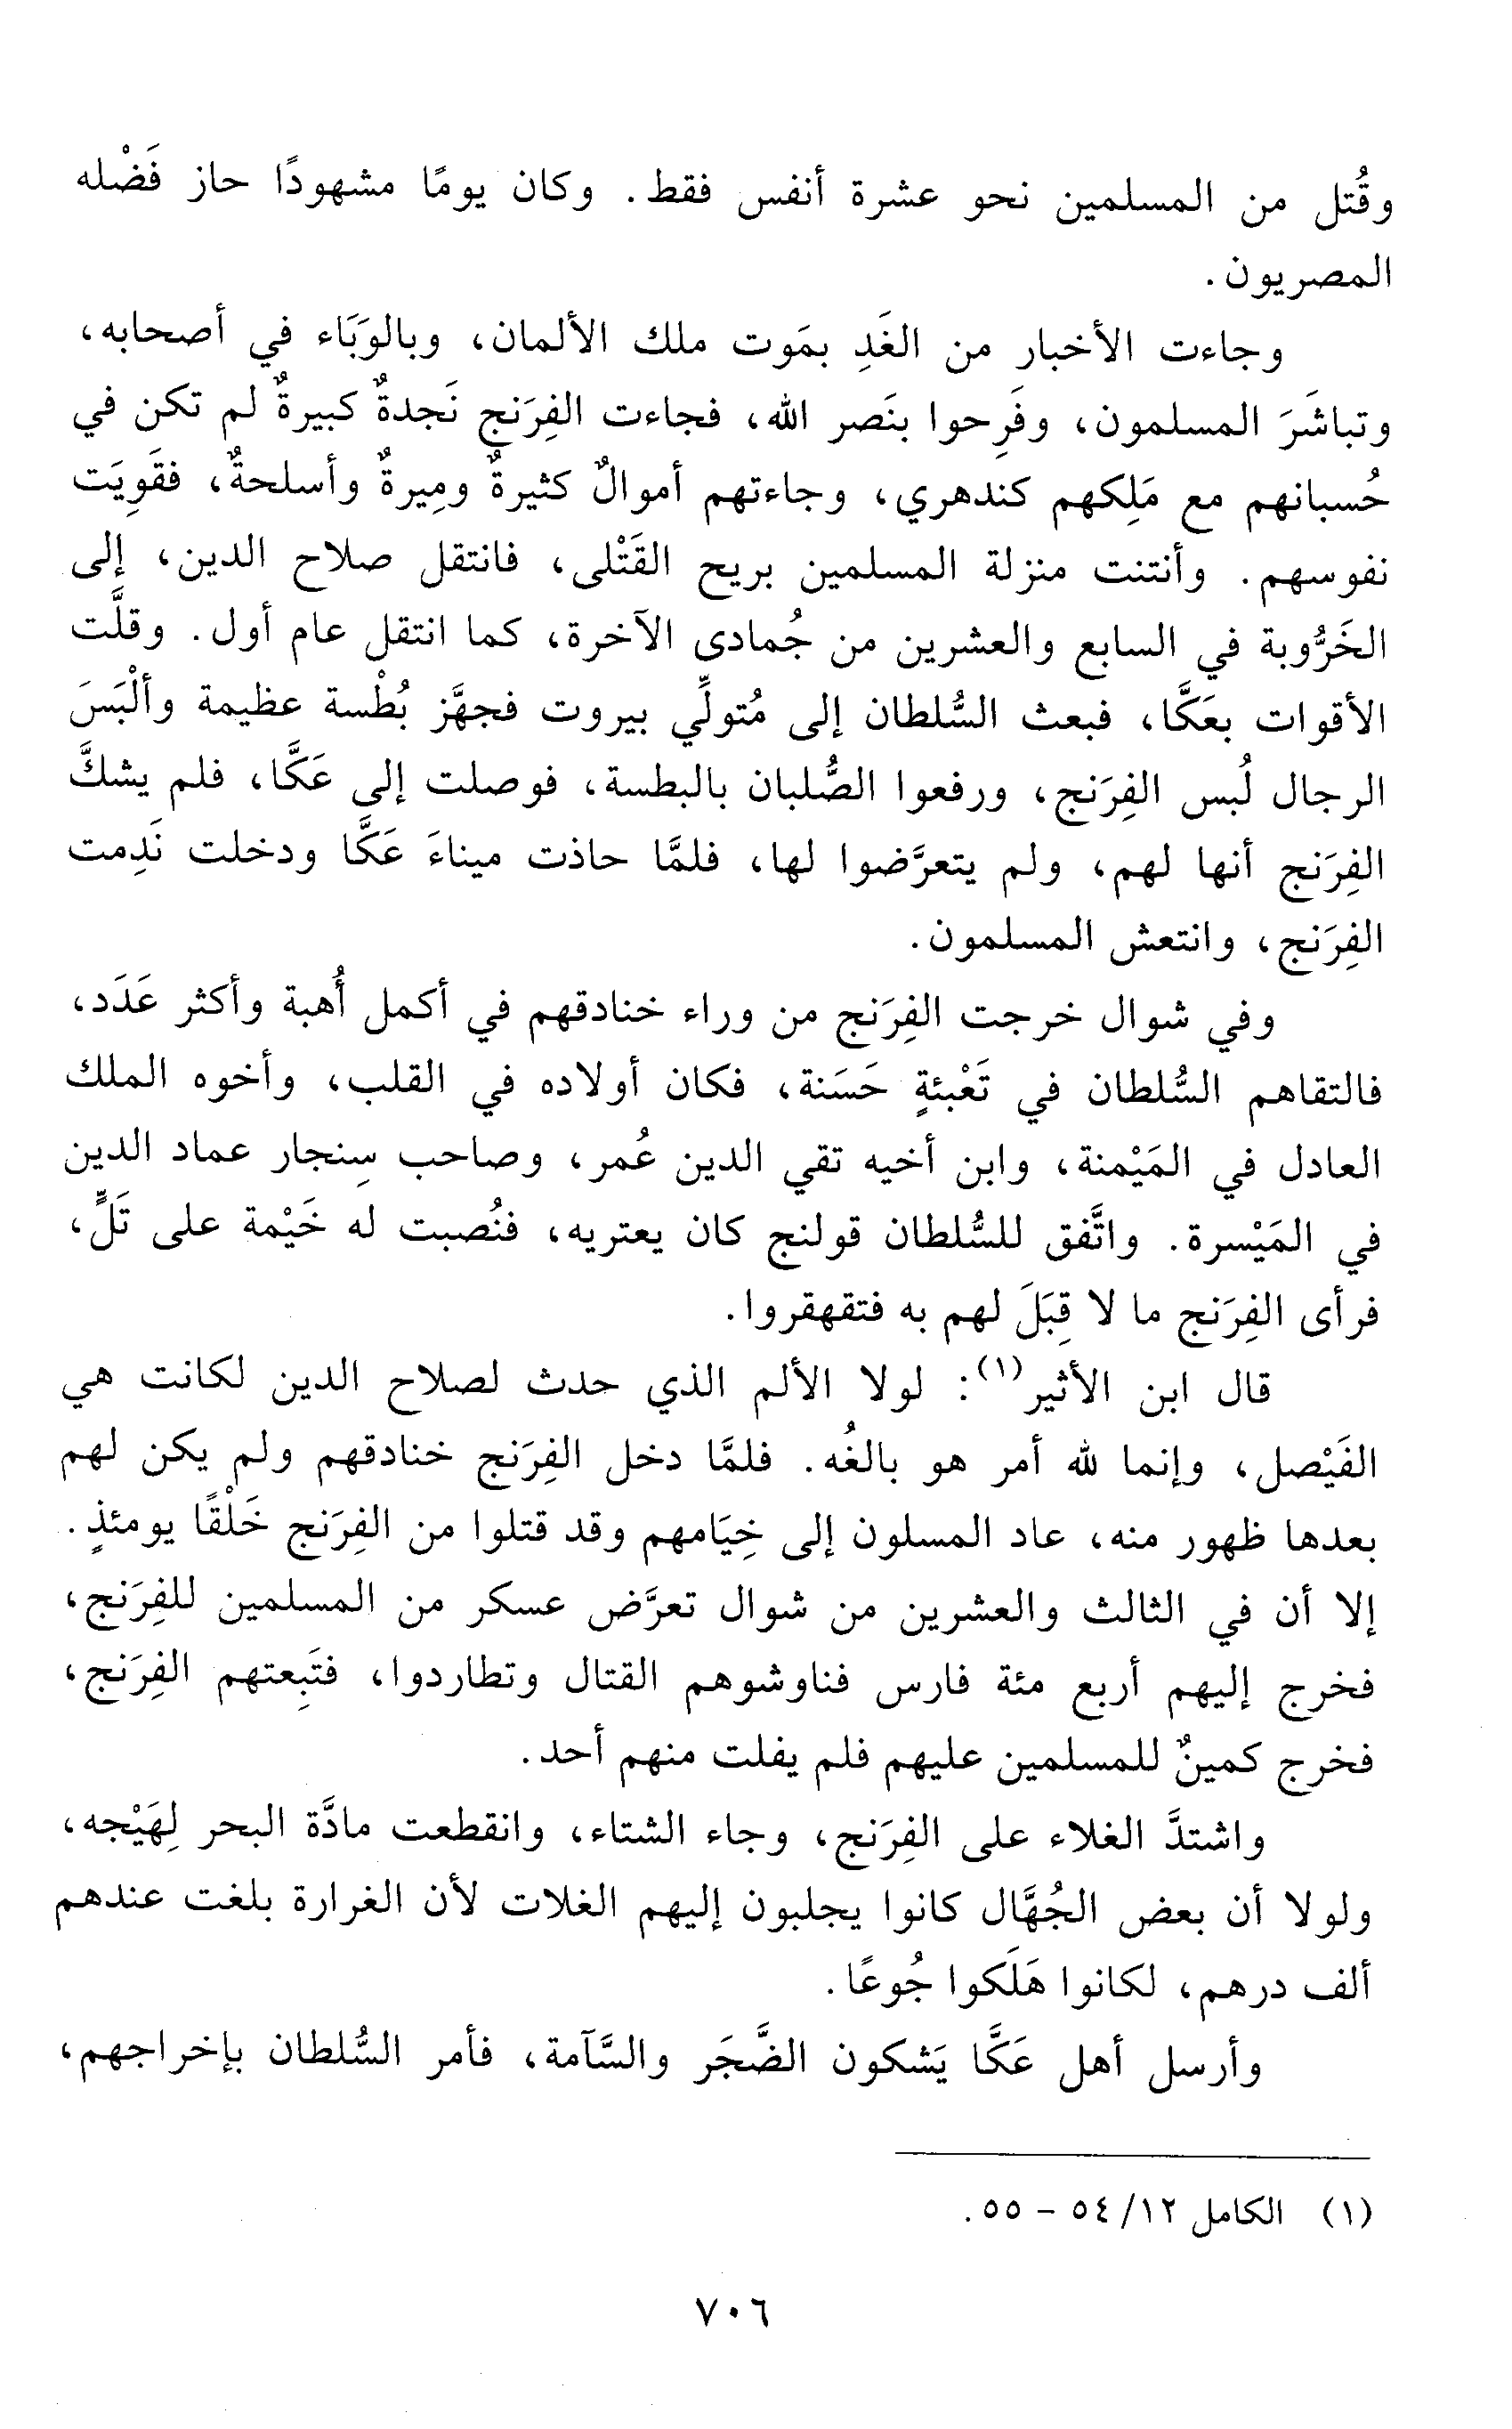 وقُتل من المسلمين نحو عشرة أنفس فقط. وكان يومًا مشهودًا حاز فَضْله
المصريون.
وجاءت الأخبار من الغَدِ بمَوت ملك الألمان، وبالوَبَاء في أصحابه،
وتباشَرَ المسلمون، وفَرِحوا بنَصر الله، فجاءت الفِرَنج نَجدةٌ كبيرةٌ لم تكن في
حُسبانهم مع مَلِكهم كندهري، وجاءتهم أموالٌ كثيرةٌ ومِيرةٌ وأسلحةٌ، فقَوِيَت
نفوسهم. وأنتنت منزلة المسلمين بريح القَتْلى، فانتقل صلاح الدين، إلى
الخَرُّوبة في السابع والعشرين من جُمادى الآخرة، كما انتقل عام أول. وقلَّت
الأقوات بعَكَّا، فبعث السُّلطان إلى مُتولِّي بيروت فجهَّز بُطْسة عظيمة وألْبَسَ
الرجال لُبس الفِرَنج، ورفعوا الصُّلبان بالبطسة، فوصلت إلى عَكَّا، فلم يشكَّ
الفِرَنج أنها لهم، ولم يتعرَّضوا لها، فلمَّا حاذت ميناءَ عَكَّا ودخلت نَدِمت
الفِرَنج، وانتعش المسلمون.
وفي شوال خرجت الفِرَنج من وراء خنادقهم في أكمل أُهبة وأكثر عَدَد،
فالتقاهم السُّلطان في تَعْبئةٍ حَسَنة، فكان أولاده في القلب، وأخوه الملك
العادل في المَيْمنة، وابن أخيه تقي الدين عُمر، وصاحب سِنجار عماد الدين
في المَيْسرة. واتَّفق للسُّلطان قولنج كان يعتريه، فنُصبت له خَيْمة على تَلٍّ،
فرأى الفِرَنج ما لا قِبَلَ لهم به فتقهقروا.
قال ابن الأثير(١): لولا الألم الذي حدث لصلاح الدين لكانت هي
الفَيْصل، وإنما لله أمر هو بالغُه. فلمَّا دخل الفِرَنج خنادقهم ولم يكن لهم
بعدها ظهور منه، عاد المسلون إلى خِيَامهم وقد قتلوا من الفِرَنج خَلْقًا يومئذٍ.
إلا أن في الثالث والعشرين من شوال تعرَّض عسكر من المسلمين للفِرَنج،
فخرج إليهم أربع مئة فارس فناوشوهم القتال وتطاردوا، فتَبِعتهم الفِرَنج،
فخرج كمينٌ للمسلمين عليهم فلم يفلت منهم أحد.
واشتدَّ الغلاء على الفِرَنج، وجاء الشتاء، وانقطعت مادَّة البحر لِهَيْجه،
ولولا أن بعض الجُهَّال كانوا يجلبون إليهم الغلات لأن الغرارة بلغت عندهم
ألف درهم، لكانوا هَلَكوا جُوعًا.
وأرسل أهل عَكَّا يَشكون الضَّجَر والسَّآمة، فأمر السُّلطان بإخراجهم،
(١) الكامل ١٢/ ٥٤ - ٥٥.
٧٠٦